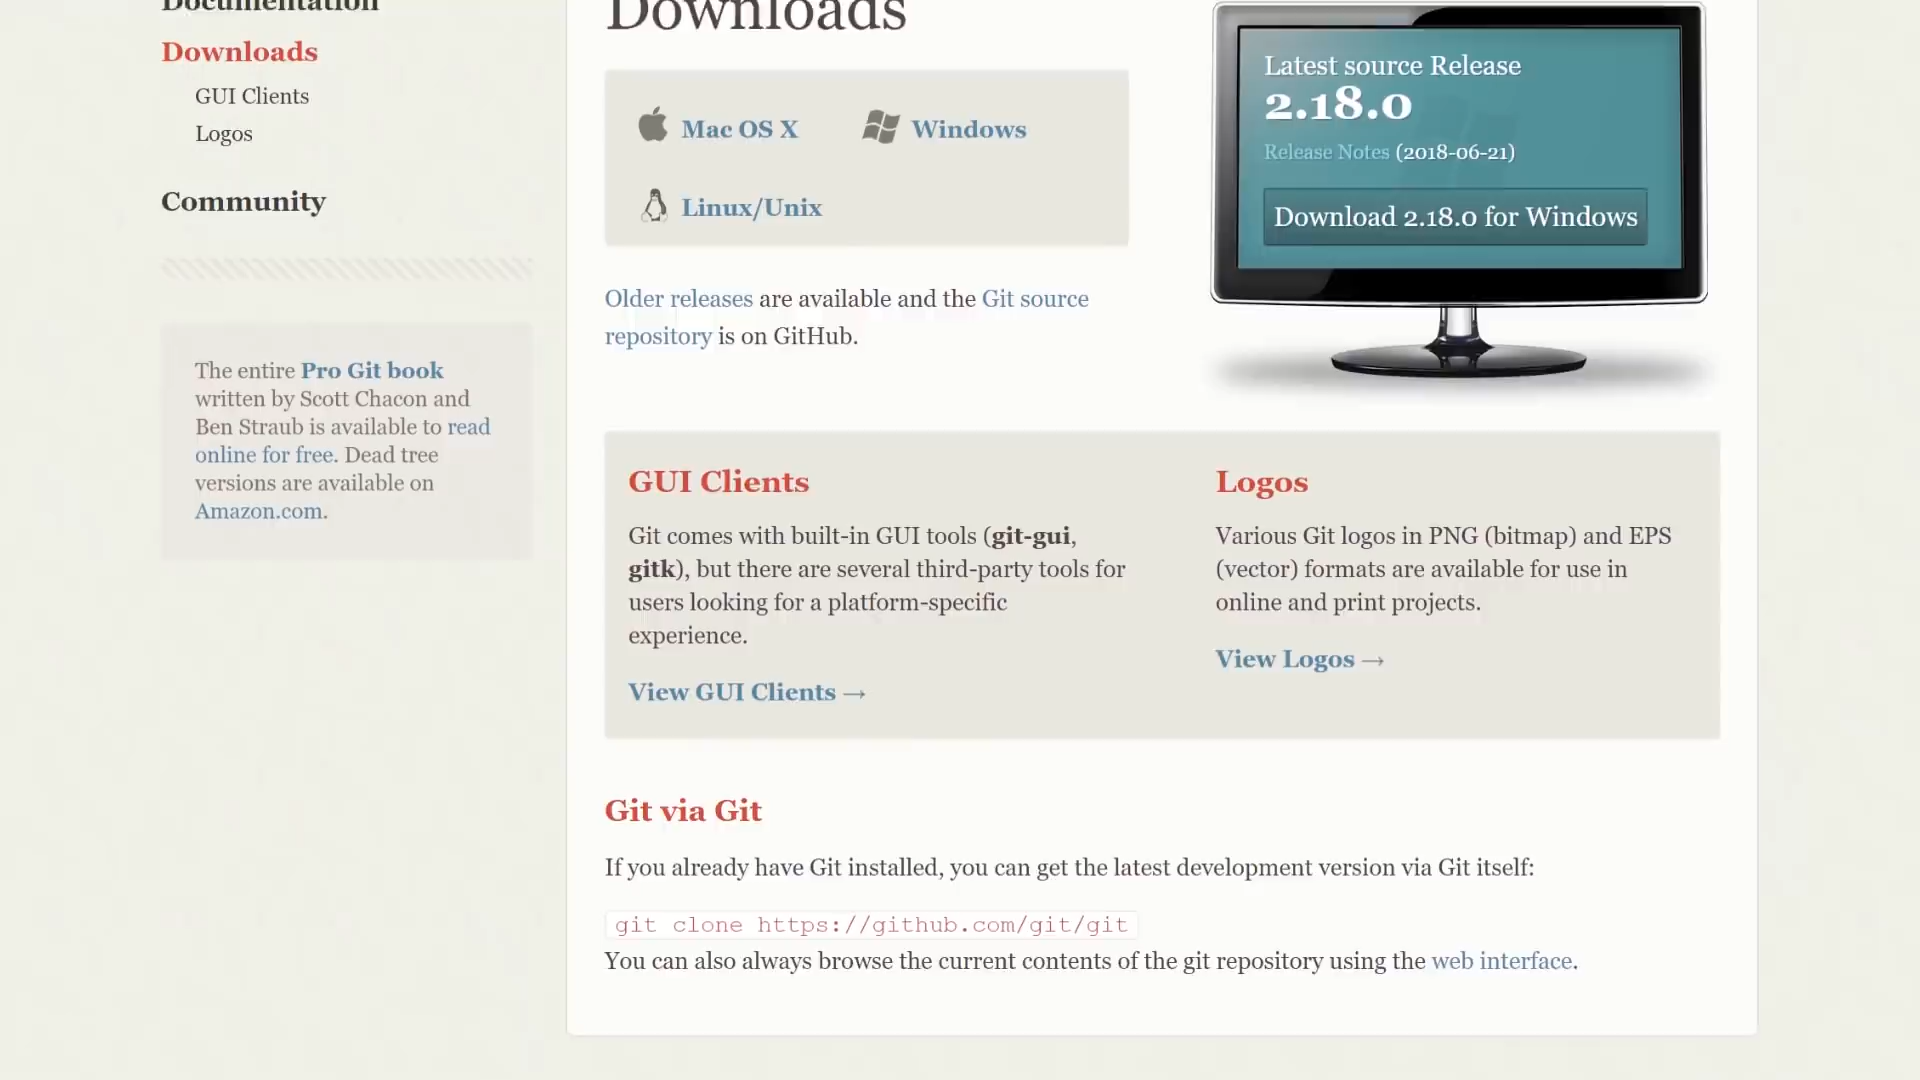 Documentation
Downloads
GUI Clients
Logos
Community
The entire Pro Git book
written by Scott Chacon and
Ben Straub is available to read
online for free. Dead tree
versions are available on
Amazon.com.
Downloads
Mac OS X
Windows
Linux/Unix
Older releases are available and the Git source
repository is on GitHub.
Latest source Release
2.18.0
Release Notes (2018-06-21)
Download 2.18.0 for Windows
GUI Clients
Git comes with built-in GUI tools (git-gui,
gitk), but there are several third-party tools for
users looking for a platform-specific
experience.
View GUI Clients →
Logos
Various Git logos in PNG (bitmap) and EPS
(vector) formats are available for use in
online and print projects.
View Logos →
Git via Git
If you already have Git installed, you can get the latest development version via Git itself:
git clone https://github.com/git/git
You can also always browse the current contents of the git repository using the web interface.